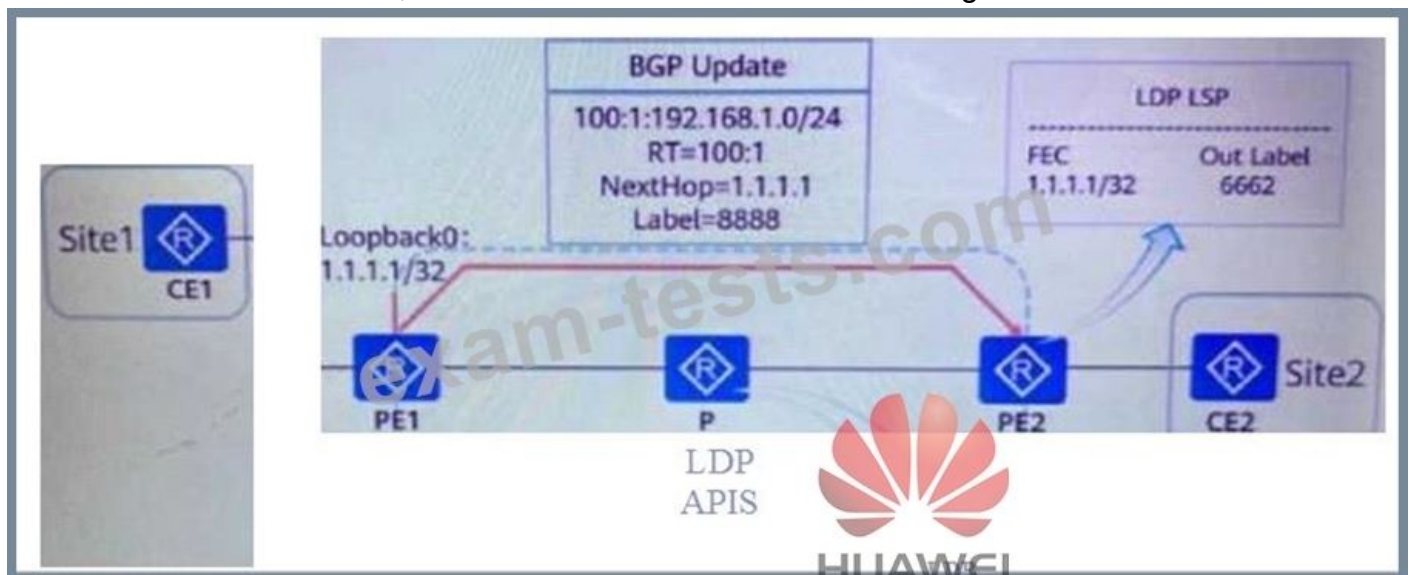 BGP Update
100:1:192.168.1.0/24
RT=100:1
NextHop=1.1.1.1
Label=8888
LDP LSP
FEC Out Label
1.1.1.1/32 6662
Site1
CE1
Loopback0:
1.1.1.1/32
exam-tests.com
PE1
P
PE2
CE2
Site2
LDP
APIS
HUAWEI